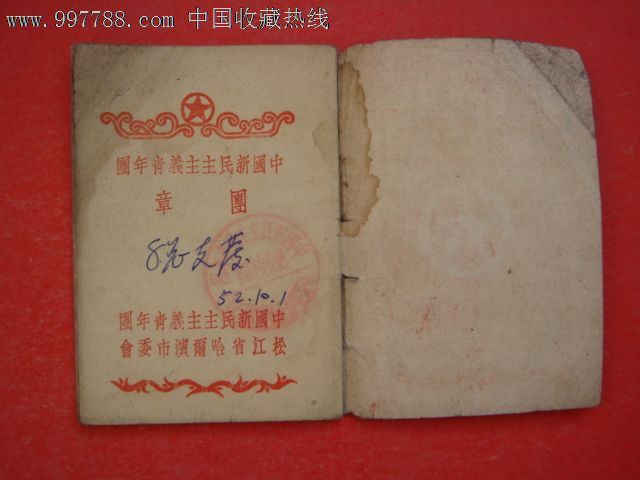 www.997788.com 中国收藏热线
中國新民主主義青年團
團章
52.10.1
中國新民主主義青年團
松江省哈爾濱市委會